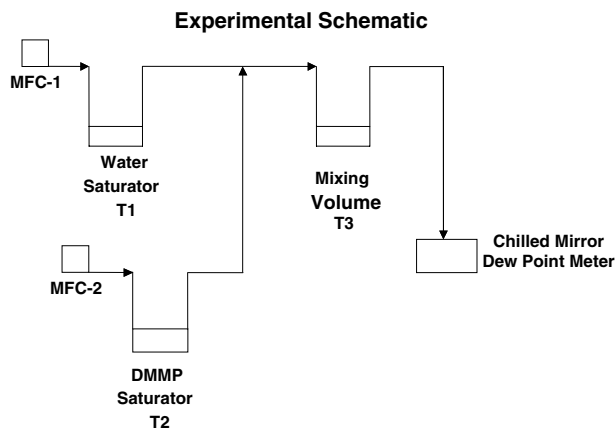 Experimental Schematic
MFC-1
Water
Saturator
T1
Mixing
Volume
T3
Chilled Mirror
Dew Point Meter
MFC-2
DMMP
Saturator
T2